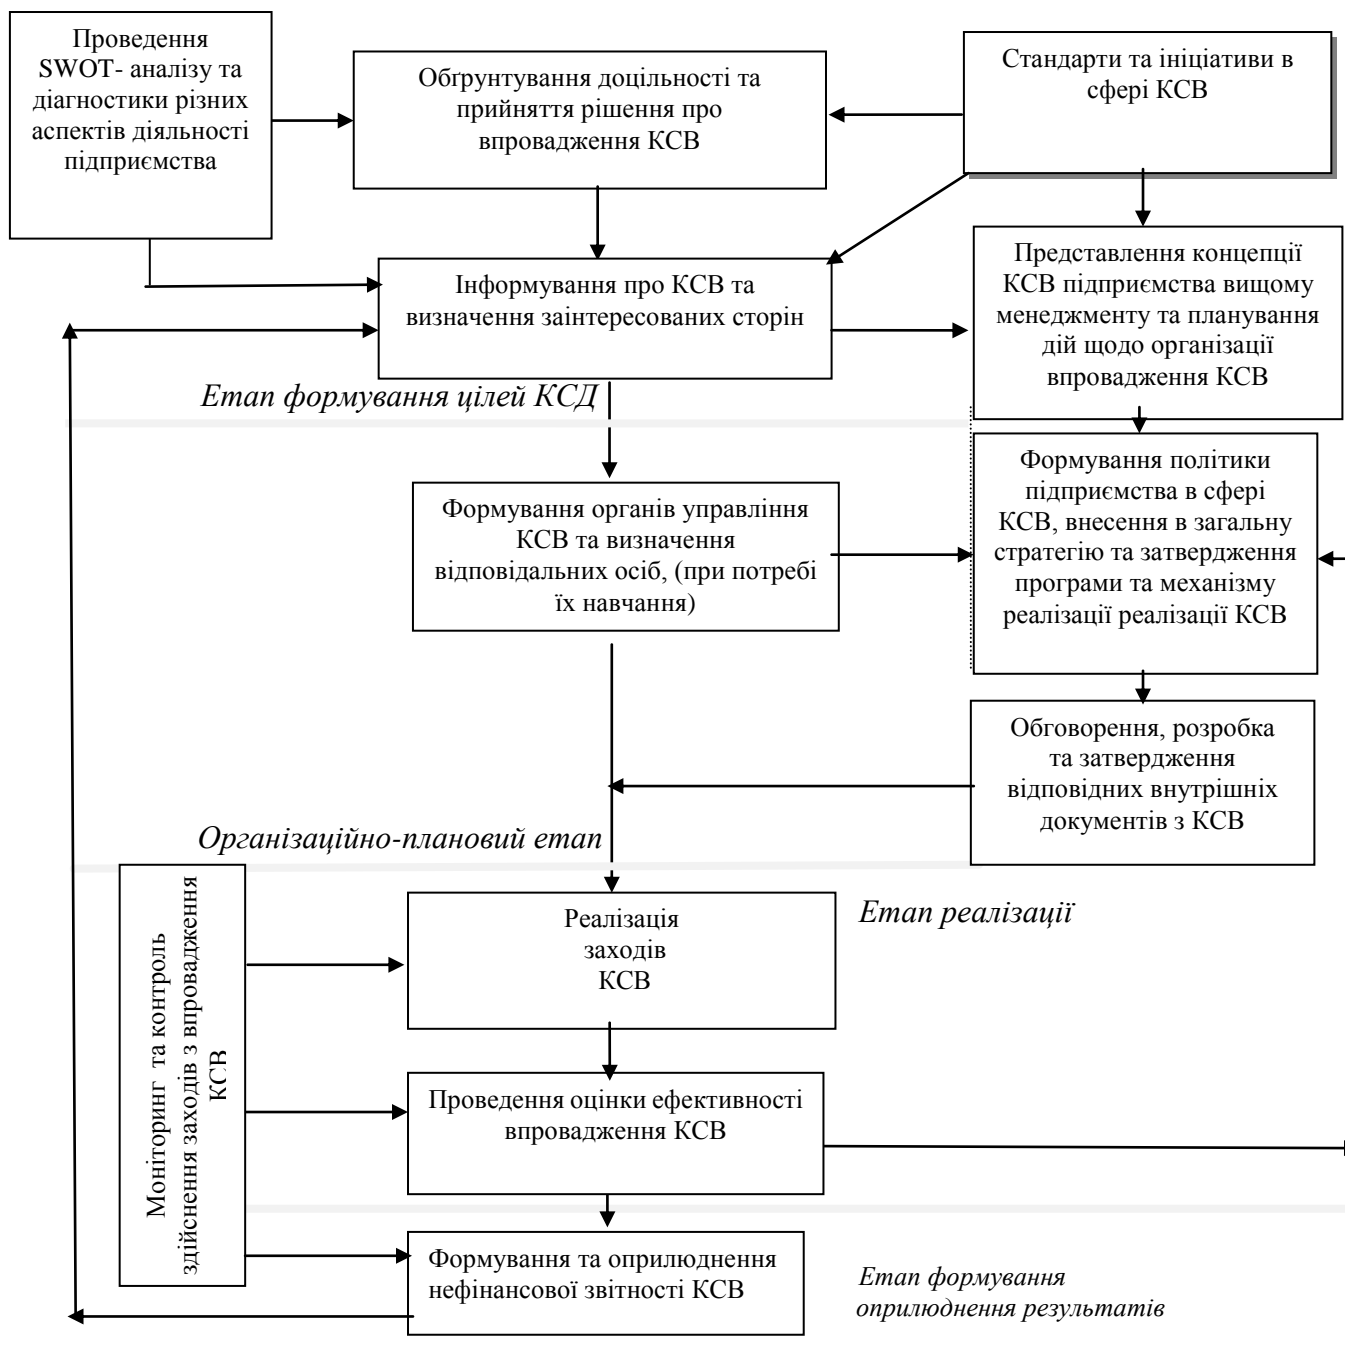 Проведення
SWOT- аналізу та
діагностики різних
аспектів діяльності
підприємства
Обґрунтування доцільності та
прийняття рішення про
впровадження КСВ
Стандарти та ініціативи в
сфері КСВ
Інформування про КСВ та
визначення заінтересованих сторін
Представлення концепції
КСВ підприємства вищому
менеджменту та планування
дій щодо організації
впровадження КСВ
Етап формування цілей КСД
Формування органів управління
КСВ та визначення
відповідальних осіб, (при потребі
їх навчання)
Формування політики
підприємства в сфері
КСВ, внесення в загальну
стратегію та затвердження
програми та механізму
реалізації реалізації КСВ
Обговорення, розробка
та затвердження
відповідних внутрішніх
документів з КСВ
Організаційно-плановий етап
Моніторинг та контроль
здійснення заходів з впровадження
КСВ
Реалізація
заходів
КСВ
Етап реалізації
Проведення оцінки ефективності
впровадження КСВ
Формування та оприлюднення
нефінансової звітності КСВ
Етап формування
оприлюднення результатів